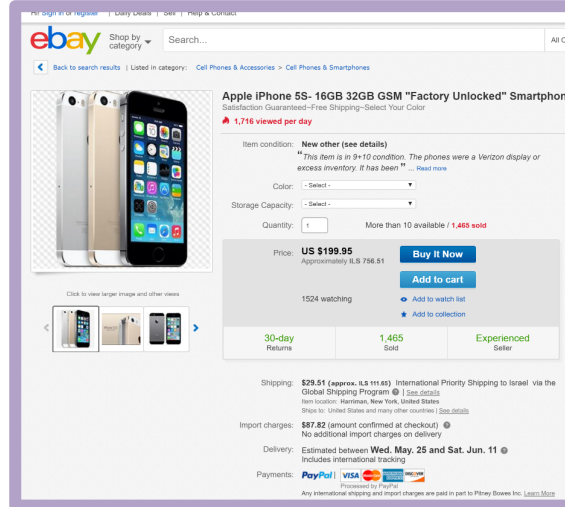 Hi! Sign in or register | Daily Deals | Sell | Help & Contact
ebay Shop by category Search... All C
Back to search results | Listed in category: Cell Phones & Accessories > Cell Phones & Smartphones
Apple iPhone 5S- 16GB 32GB GSM "Factory Unlocked" Smartphon
Satisfaction Guaranteed~Free Shipping~Select Your Color
1,716 viewed per day
Item condition: New other (see details)
"This item is in 9+10 condition. The phones were a Verizon display or
excess inventory. It has been" ... Read more
Color: - Select -
Storage Capacity: - Select -
Quantity: 1 More than 10 available / 1,465 sold
Price: US $199.95 Buy It Now
Approximately ILS 756.51
Add to cart
Click to view larger image and other views
1524 watching Add to watch list
Add to collection
30-day 1,465 Experienced
Returns Sold Seller
Shipping: $29.51 (approx. ILS 111.65) International Priority Shipping to Israel via the
Global Shipping Program | See details
Item location: Harriman, New York, United States
Ships to: United States and many other countries | See details
Import charges: $87.82 (amount confirmed at checkout)
No additional import charges on delivery
Delivery: Estimated between Wed. May. 25 and Sat. Jun. 11
Includes international tracking
Payments: PayPal | VISA
Processed by PayPal
Any international shipping and import charges are paid in part to Pitney Bowes Inc. Learn More